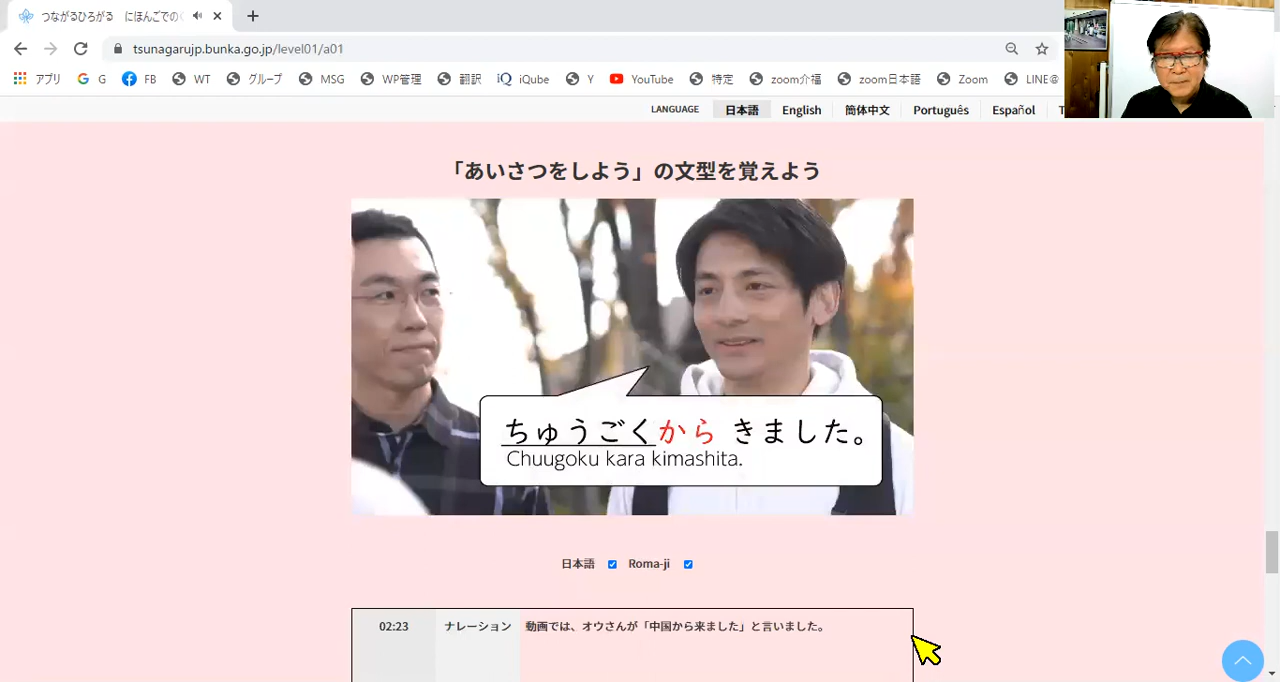 つながるひろがる にほんごでの
tsunagarujp.bunka.go.jp/level01/a01
アプリ G FB WT グループ MSG WP管理 翻訳 iQube Y YouTube 特定 zoom介福 zoom日本語 Zoom LINE@
LANGUAGE 日本語 English 简体中文 Português Español
「あいさつをしよう」の文型を覚えよう
ちゅうごくから きました。
Chuugoku kara kimashita.
日本語 Roma-ji
02:23 ナレーション 動画では、オウさんが「中国から来ました」と言いました。